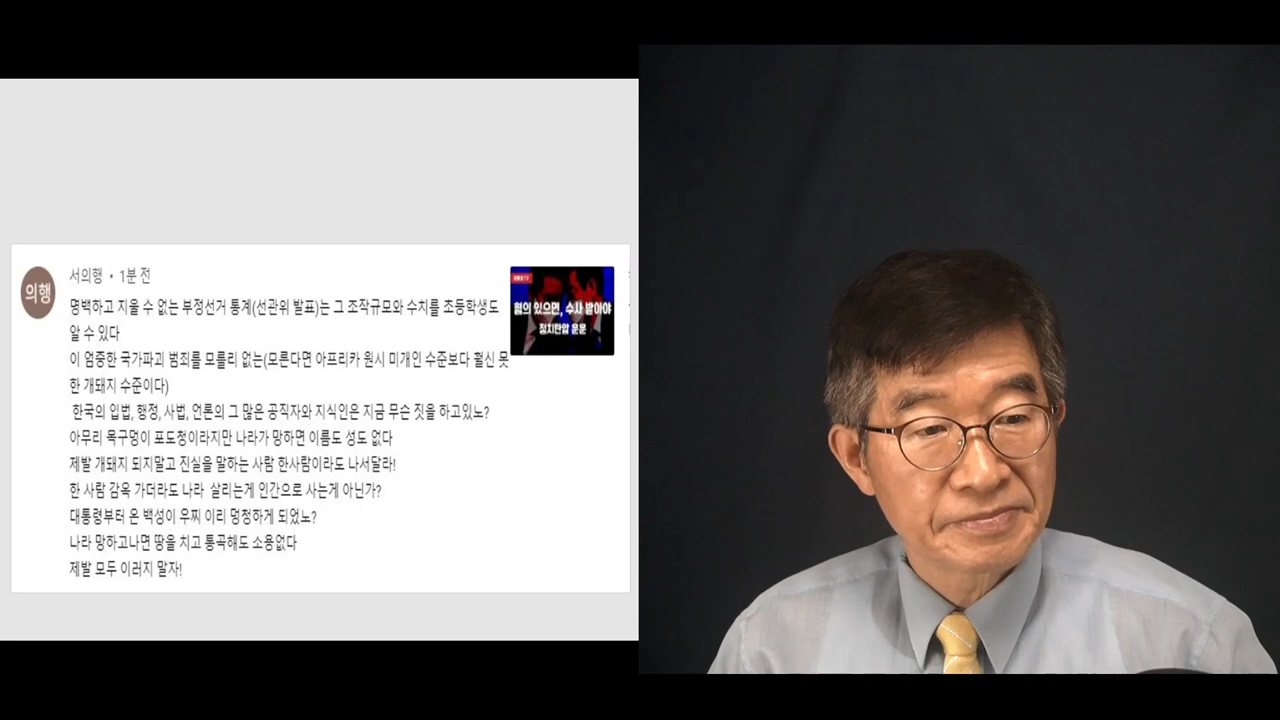 의행
서의행 • 1분 전
명백하고 지울 수 없는 부정선거 통계(선관위 발표)는 그 조작규모와 수치를 초등학생도
알 수 있다
이 엄중한 국가파괴 범죄를 모를리 없는(모른다면 아프리카 원시 미개인 수준보다 훨신 못
한 개돼지 수준이다)
한국의 입법, 행정, 사법, 언론의 그 많은 공직자와 지식인은 지금 무슨 짓을 하고있노?
아무리 목구멍이 포도청이라지만 나라가 망하면 이름도 성도 없다
제발 개돼지 되지말고 진실을 말하는 사람 한사람이라도 나서달라!
한 사람 감옥 가더라도 나라 살리는게 인간으로 사는게 아닌가?
대통령부터 온 백성이 우찌 이리 멍청하게 되었노?
나라 망하고나면 땅을 치고 통곡해도 소용없다
제발 모두 이러지 말자!
혐의 있으면, 수사 받아야
정치탄압 운운